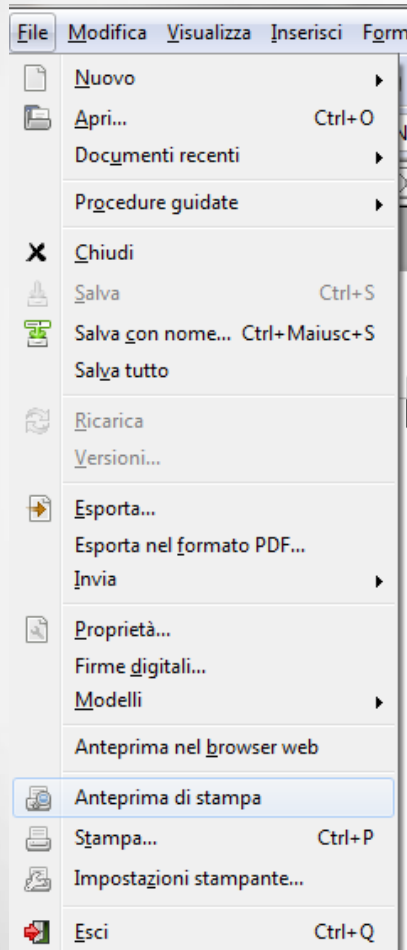 File Modifica Visualizza Inserisci Form
Nuovo
Apri... Ctrl+O
Documenti recenti
Procedure guidate
Chiudi
Salva Ctrl+S
Salva con nome... Ctrl+Maiusc+S
Salva tutto
Ricarica
Versioni...
Esporta...
Esporta nel formato PDF...
Invia
Proprietà...
Firme digitali...
Modelli
Anteprima nel browser web
Anteprima di stampa
Stampa... Ctrl+P
Impostazioni stampante...
Esci Ctrl+Q